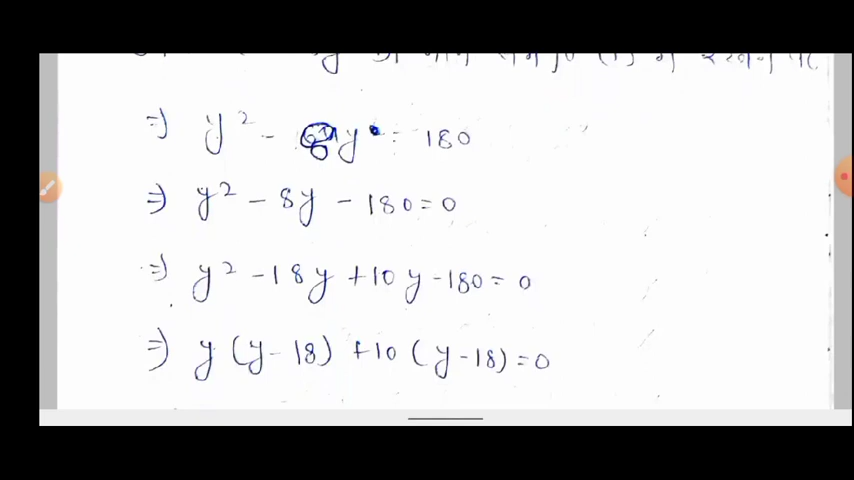 ⇒ y² - 8y = 180
⇒ y² - 8y - 180 = 0
⇒ y² - 18y + 10y - 180 = 0
⇒ y (y - 18) + 10 (y - 18) = 0